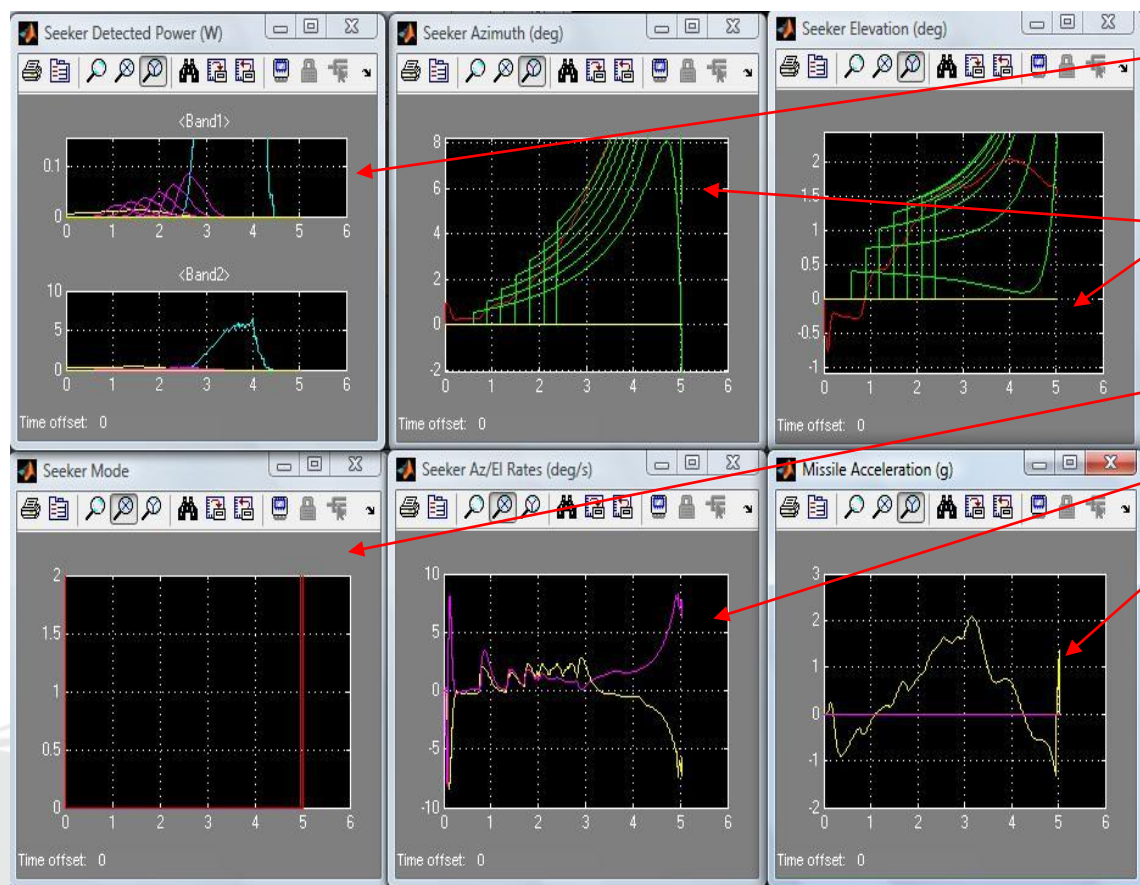 Seeker Detected Power (W)
<Band1>
0.1
0
0 1 2 3 4 5 6
<Band2>
10
5
0
0 1 2 3 4 5 6
Time offset: 0
Seeker Azimuth (deg)
8
6
4
2
0
-2
0 1 2 3 4 5 6
Time offset: 0
Seeker Elevation (deg)
2
1.5
1
0.5
0
-0.5
-1
0 1 2 3 4 5 6
Time offset: 0
Seeker Mode
2
1.5
1
0.5
0
0 1 2 3 4 5 6
Time offset: 0
Seeker Az/El Rates (deg/s)
10
5
0
-5
-10
0 1 2 3 4 5 6
Time offset: 0
Missile Acceleration (g)
3
2
1
0
-1
-2
0 1 2 3 4 5 6
Time offset: 0